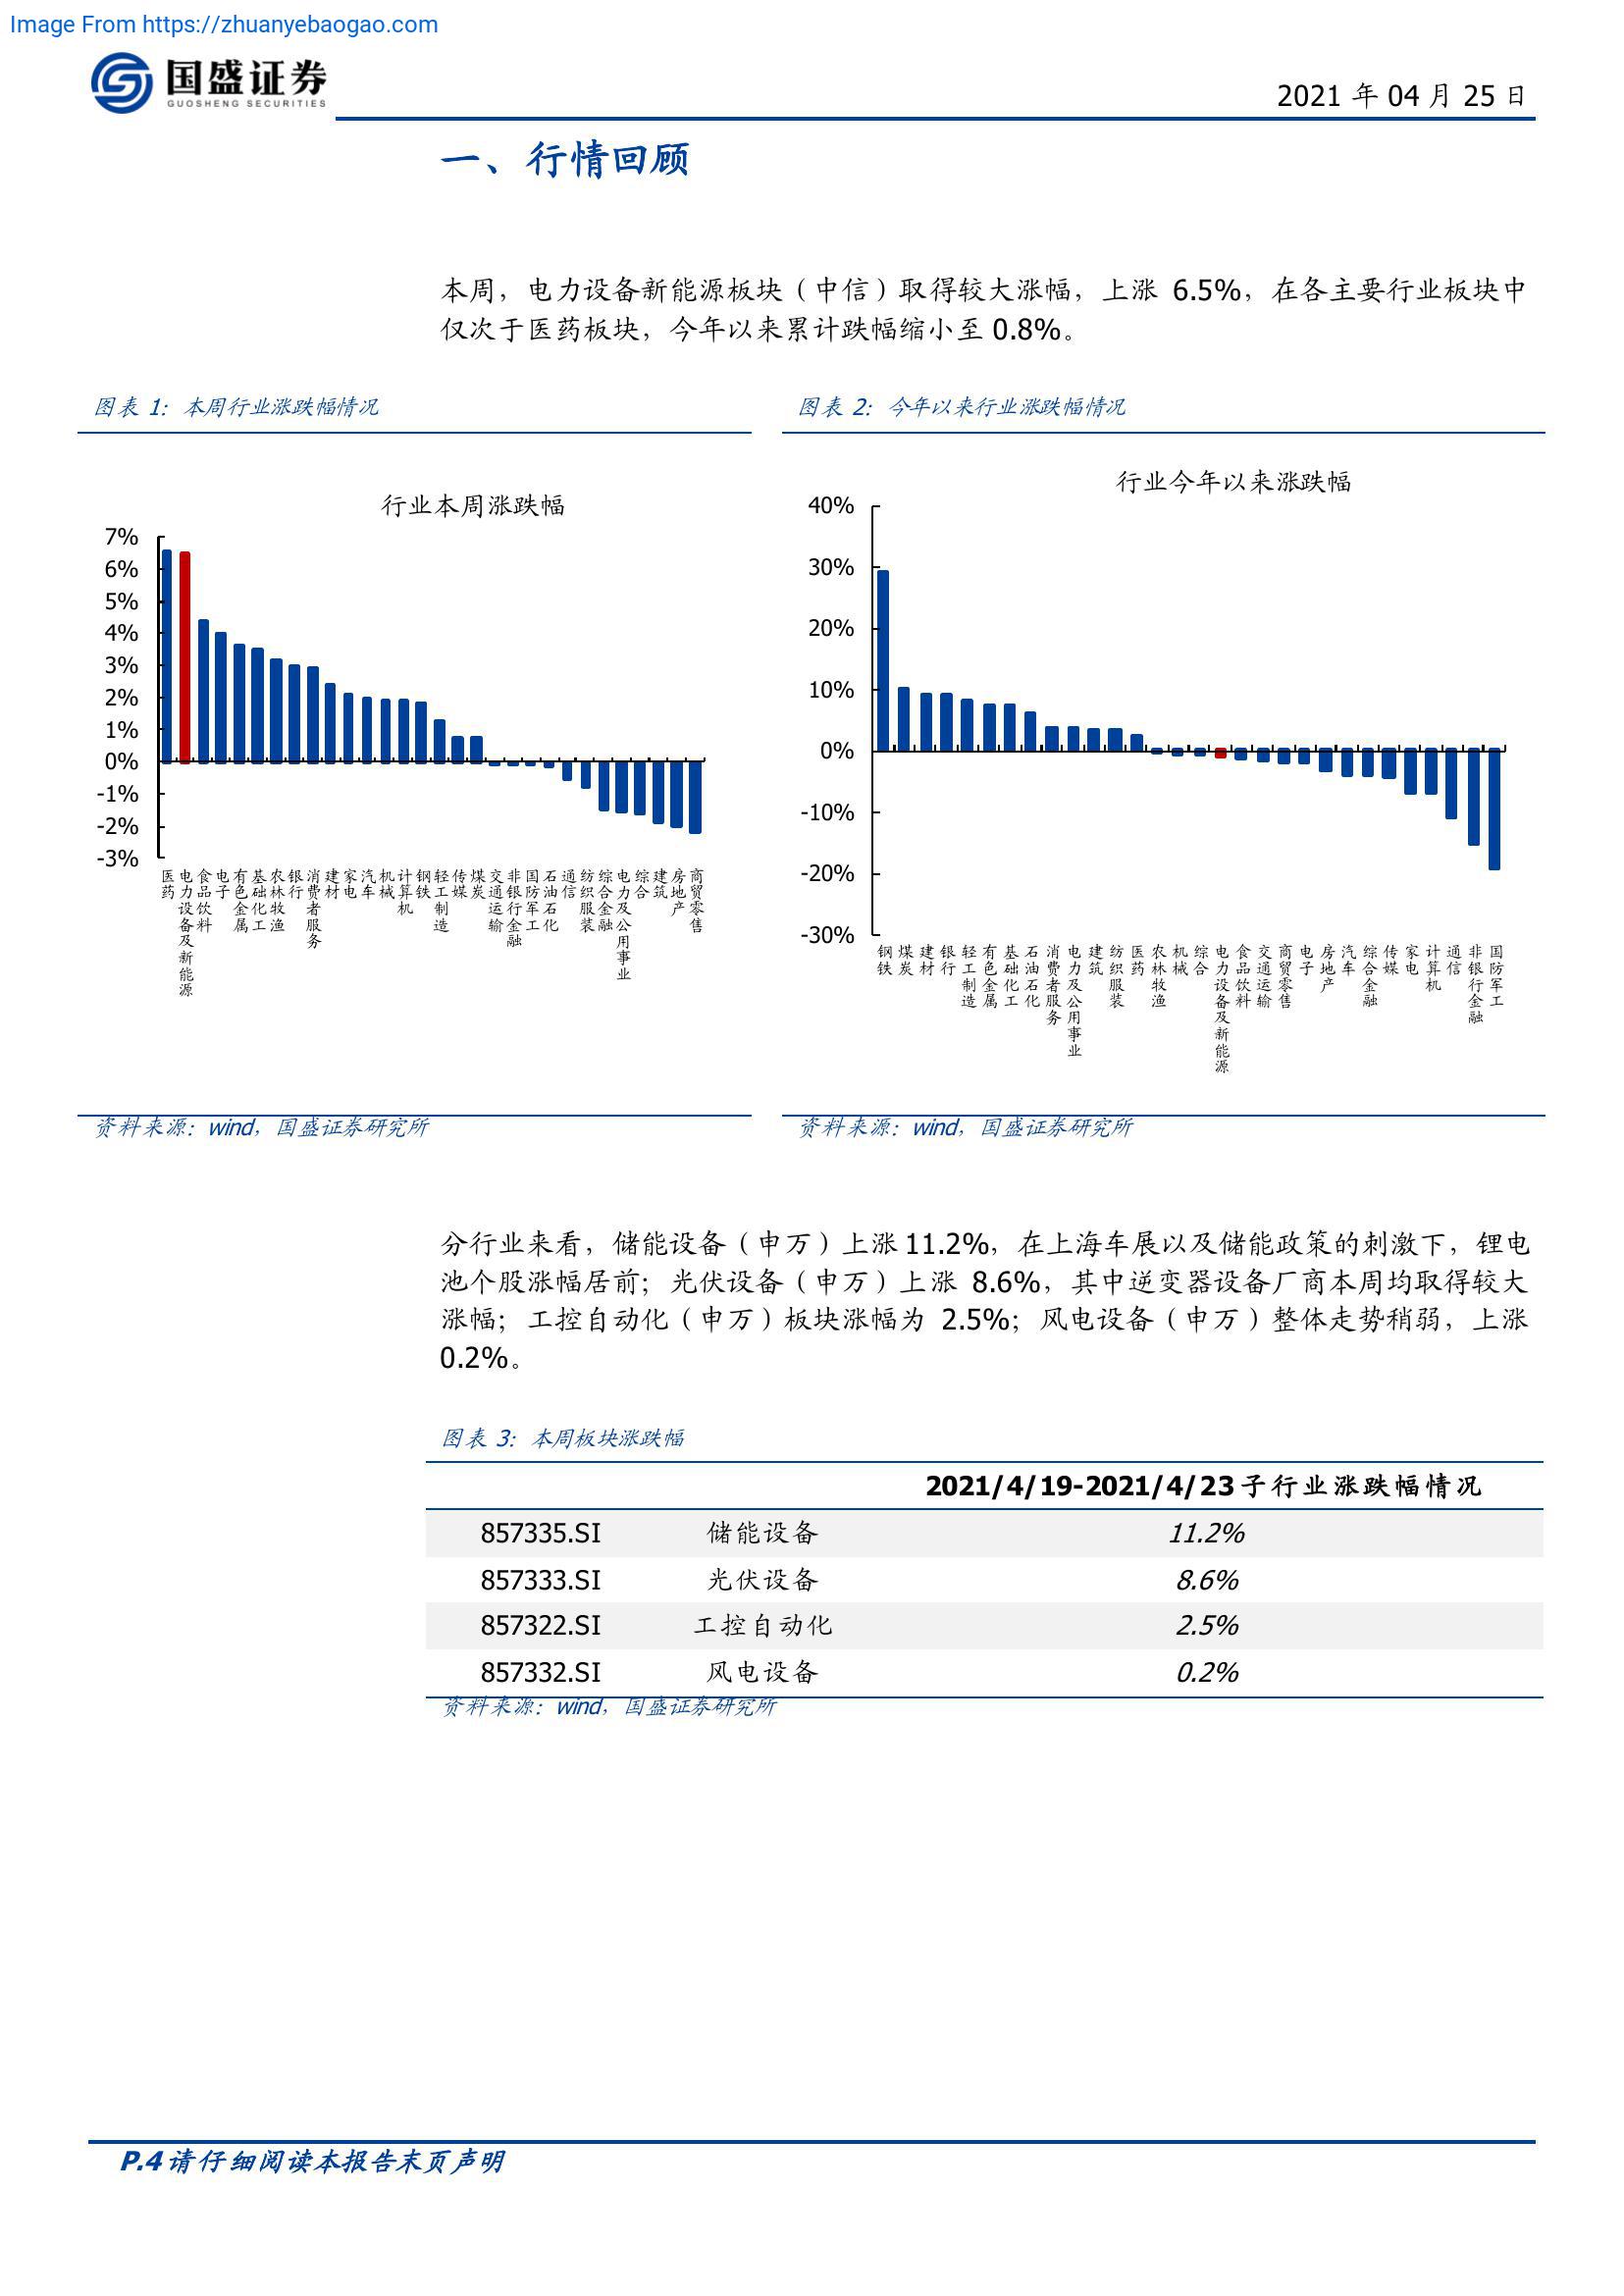 Image From https://zhuanyebaogao.com
国盛证券
GUOSHENG SECURITIES
2021 年 04 月 25 日
一、行情回顾
本周，电力设备新能源板块（中信）取得较大涨幅，上涨 6.5%，在各主要行业板块中
仅次于医药板块，今年以来累计跌幅缩小至 0.8%。
图表 1：本周行业涨跌幅情况
行业本周涨跌幅
7%
6%
5%
4%
3%
2%
1%
0%
-1%
-2%
-3%
医药
电力设备及新能源
食品饮料
电子
有色金属
基础化工
农林牧渔
银行
消费者服务
建材
家电
汽车
机械
计算机
钢铁
轻工制造
传媒
煤炭
交通运输
非银行金融
国防军工
石油石化
通信
纺织服装
综合金融
电力及公用事业
综合
建筑
房地产
商贸零售
资料来源：wind，国盛证券研究所
图表 2：今年以来行业涨跌幅情况
行业今年以来涨跌幅
40%
30%
20%
10%
0%
-10%
-20%
-30%
钢铁
煤炭
建材
银行
轻工制造
有色金属
基础化工
石油石化
消费者服务
电力及公用事业
建筑
纺织服装
医药
农林牧渔
机械
综合
电力设备及新能源
食品饮料
交通运输
商贸零售
电子
房地产
汽车
综合金融
传媒
家电
计算机
通信
非银行金融
国防军工
资料来源：wind，国盛证券研究所
分行业来看，储能设备（申万）上涨 11.2%，在上海车展以及储能政策的刺激下，锂电
池个股涨幅居前；光伏设备（申万）上涨 8.6%，其中逆变器设备厂商本周均取得较大
涨幅；工控自动化（申万）板块涨幅为 2.5%；风电设备（申万）整体走势稍弱，上涨
0.2%。
图表 3：本周板块涨跌幅
2021/4/19-2021/4/23 子行业涨跌幅情况
857335.SI 储能设备 11.2%
857333.SI 光伏设备 8.6%
857322.SI 工控自动化 2.5%
857332.SI 风电设备 0.2%
资料来源：wind，国盛证券研究所
P.4 请仔细阅读本报告末页声明